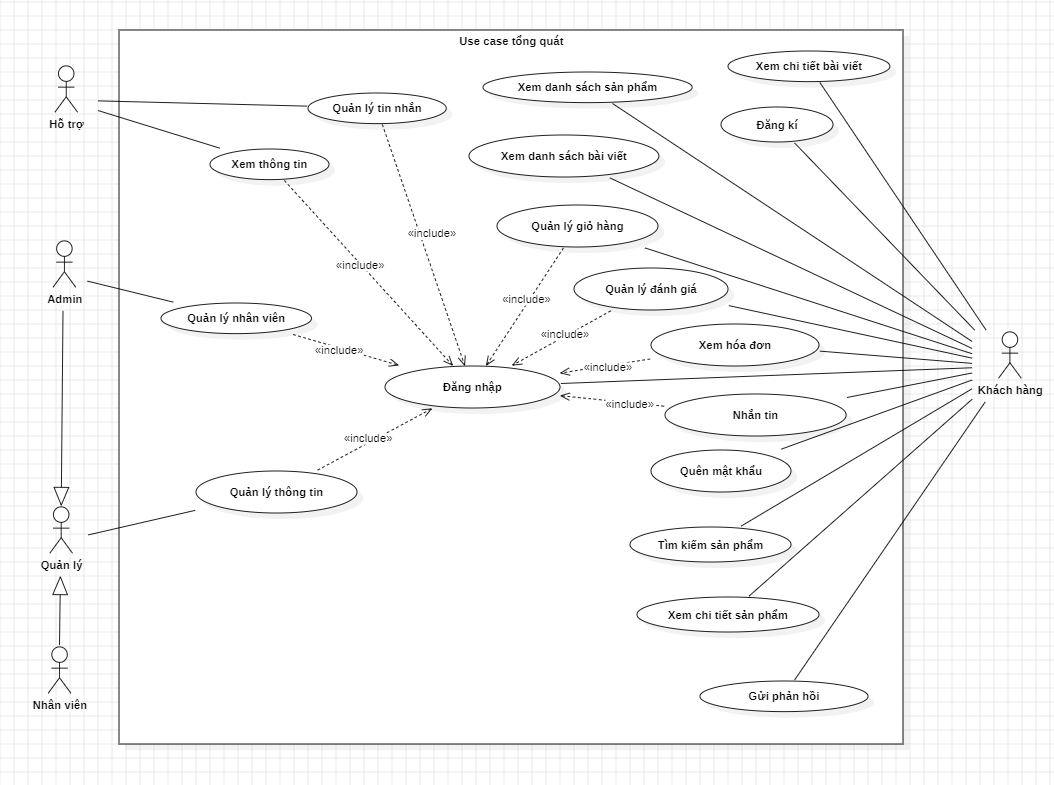 Use case tổng quát
Xem chi tiết bài viết
Xem danh sách sản phẩm
Quản lý tin nhắn
Hỗ trợ
Đăng kí
Xem danh sách bài viết
Xem thông tin
Quản lý giỏ hàng
«include»
«include»
Quản lý đánh giá
Admin
«include»
Quản lý nhân viên
«include»
Xem hóa đơn
«include»
«include»
Đăng nhập
Khách hàng
«include»
Nhắn tin
«include»
Quên mật khẩu
Quản lý thông tin
Tìm kiếm sản phẩm
Quản lý
Xem chi tiết sản phẩm
Gửi phản hồi
Nhân viên